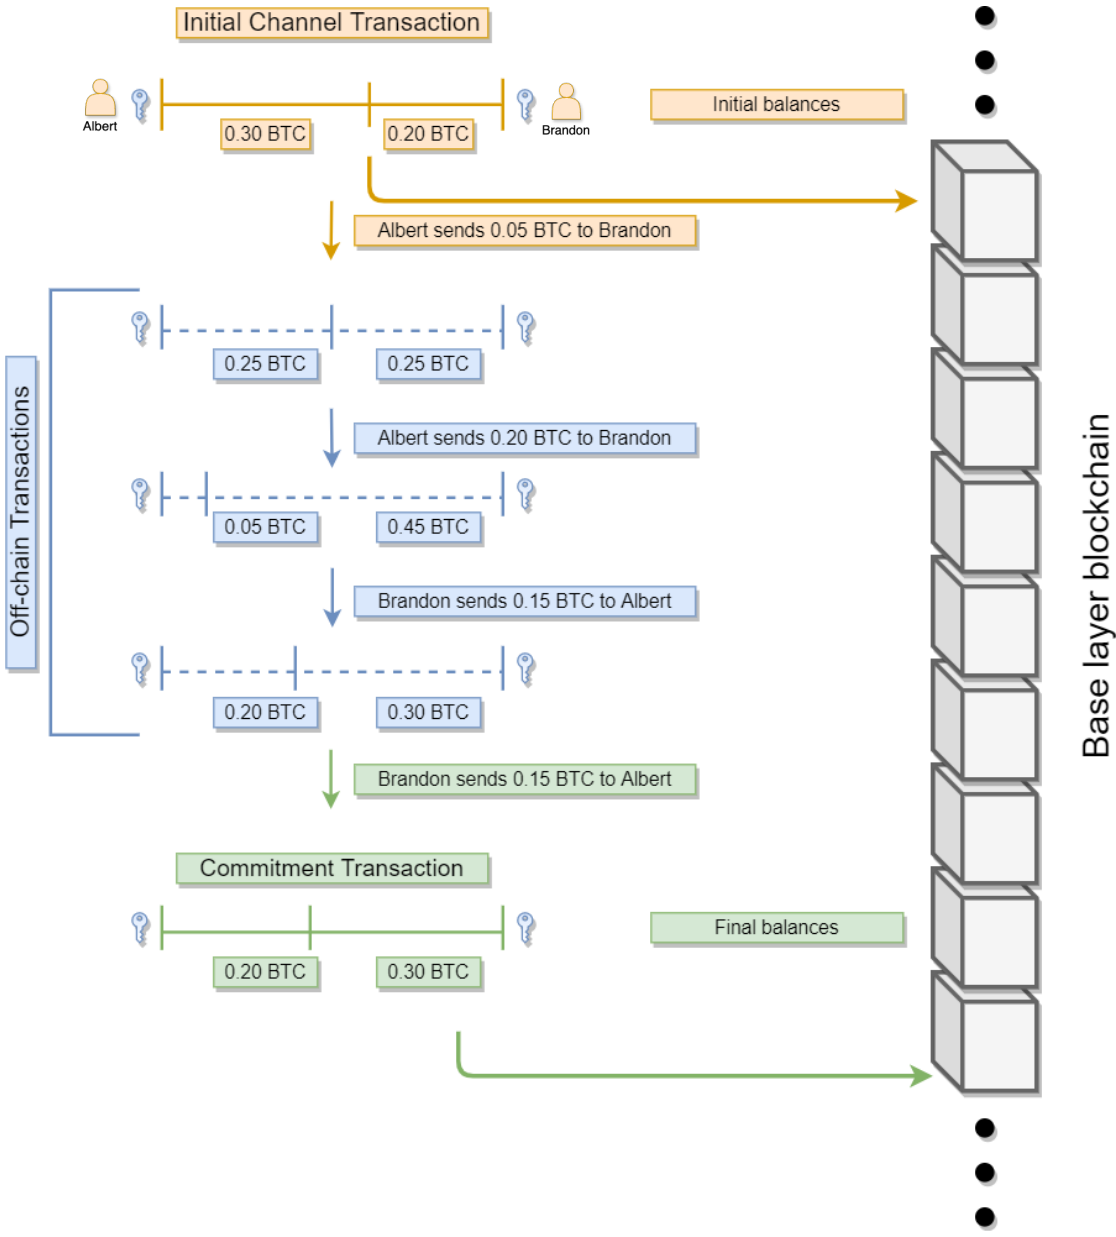 Initial Channel Transaction
Albert
Brandon
0.30 BTC
0.20 BTC
Initial balances
Albert sends 0.05 BTC to Brandon
Off-chain Transactions
0.25 BTC
0.25 BTC
Albert sends 0.20 BTC to Brandon
0.05 BTC
0.45 BTC
Brandon sends 0.15 BTC to Albert
0.20 BTC
0.30 BTC
Brandon sends 0.15 BTC to Albert
Commitment Transaction
Final balances
0.20 BTC
0.30 BTC
Base layer blockchain